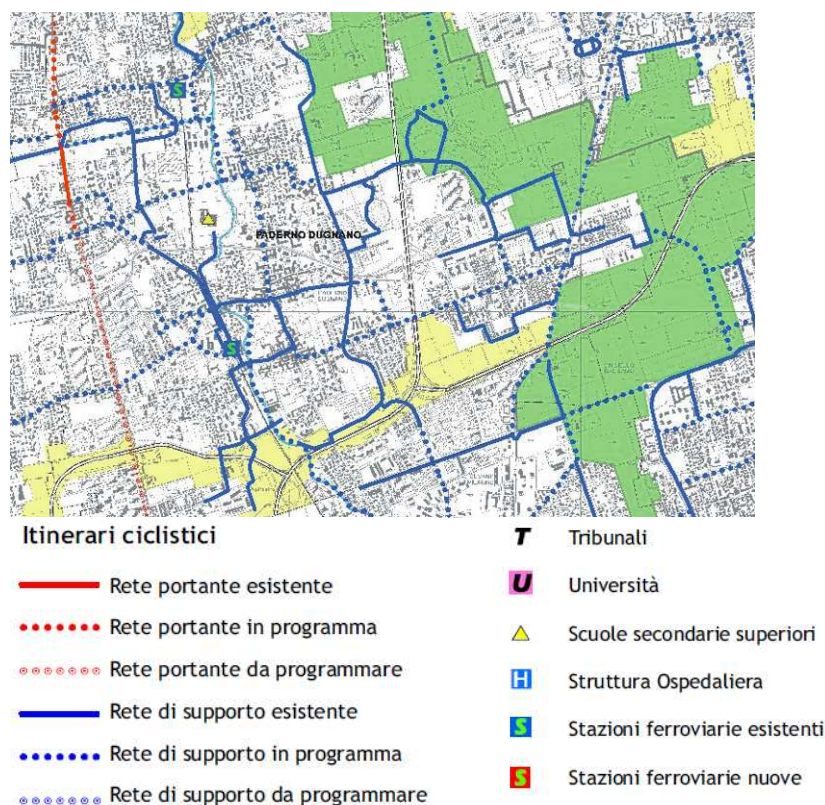 S
PADERNO DUGNANO
S
Itinerari ciclistici
Rete portante esistente
Rete portante in programma
Rete portante da programmare
Rete di supporto esistente
Rete di supporto in programma
Rete di supporto da programmare
T Tribunali
U Università
Scuole secondarie superiori
H Struttura Ospedaliera
S Stazioni ferroviarie esistenti
S Stazioni ferroviarie nuove